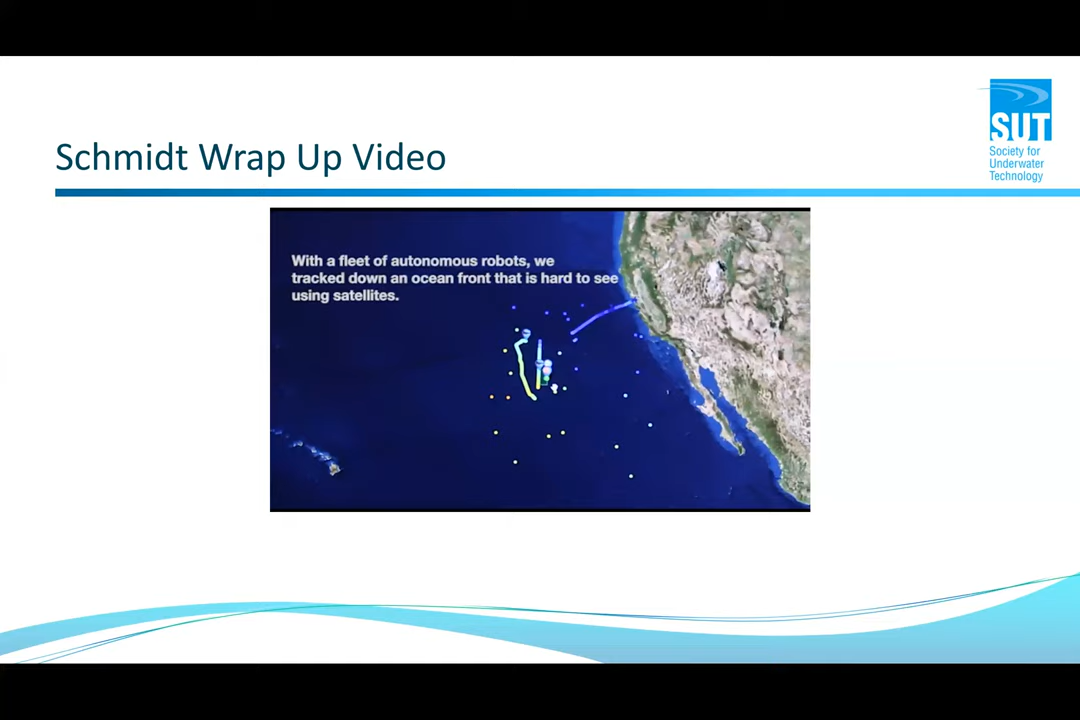 Schmidt Wrap Up Video
SUT
Society for
Underwater
Technology
With a fleet of autonomous robots, we
tracked down an ocean front that is hard to see
using satellites.